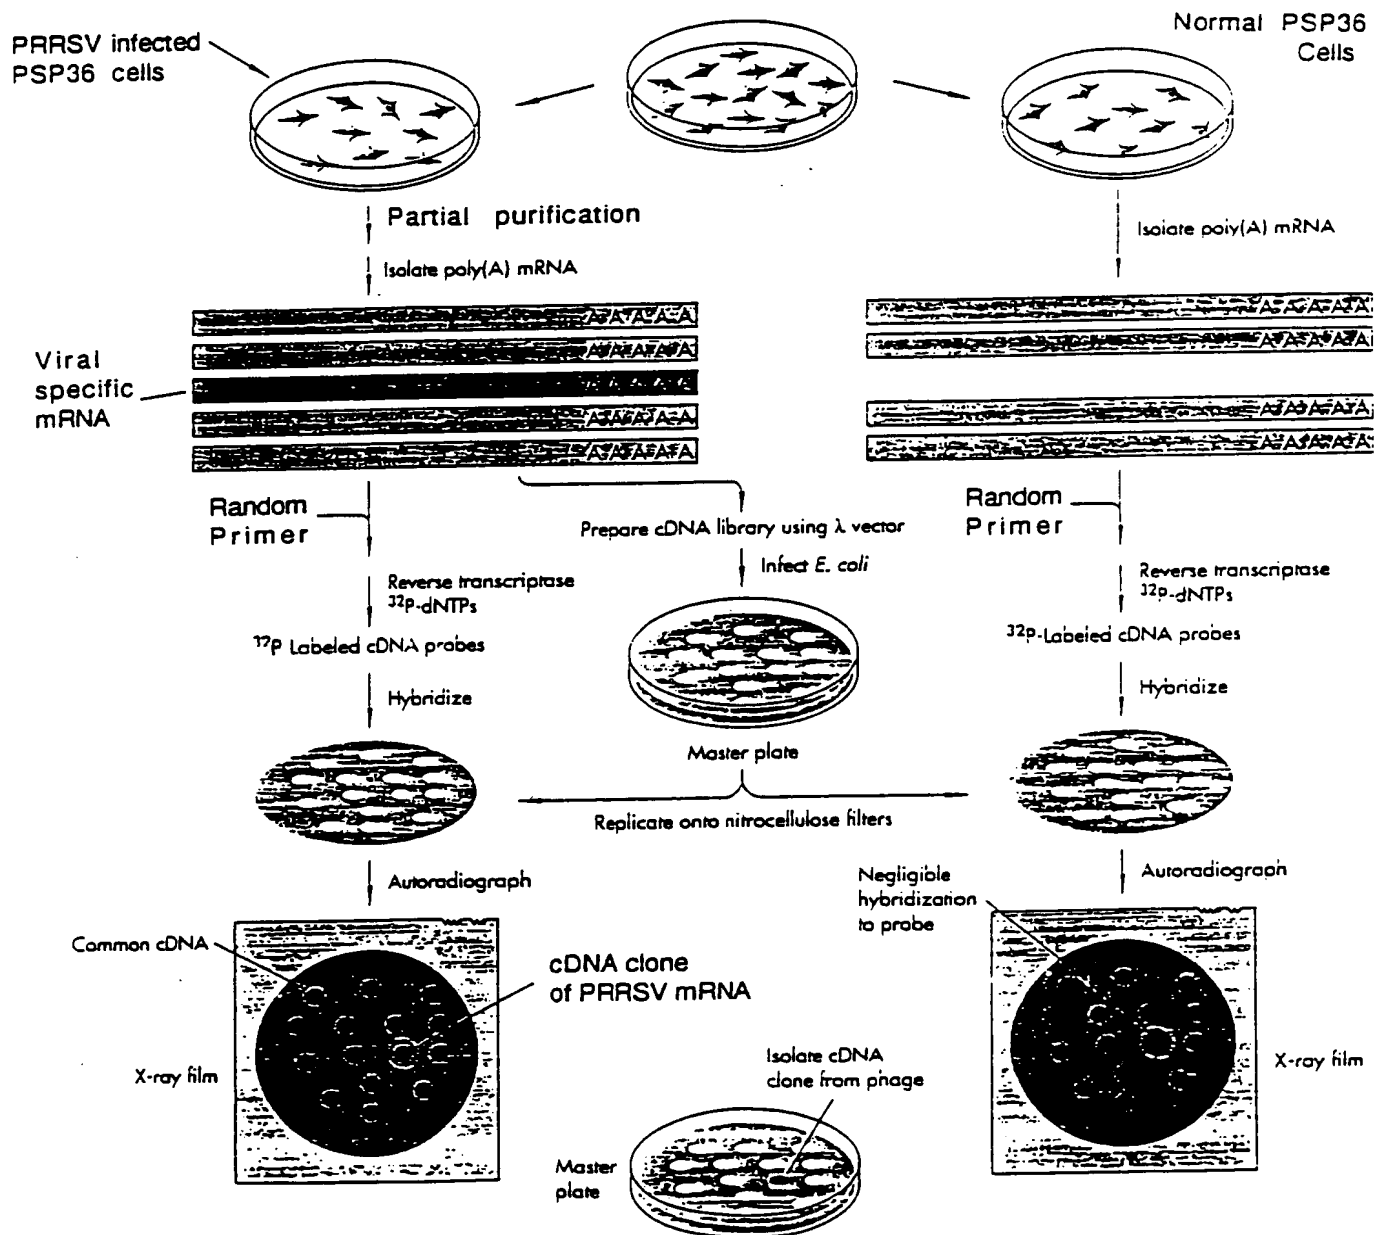 PRRSV infected
PSP36 cells
Normal PSP36
Cells
Partial purification
Isolate poly(A) mRNA
Isolate poly(A) mRNA
A-A-A-A-A
A-A-A-A-A
A-A-A-A-A
A-A-A-A-A
A-A-A-A-A
A-A-A-A-A
A-A-A-A-A
A-A-A-A-A
A-A-A-A-A
Viral
specific
mRNA
Random
Primer
Prepare cDNA library using λ vector
Infect E. coli
Random
Primer
Reverse transcriptase
32P-dNTPs
Reverse transcriptase
32P-dNTPs
32P Labeled cDNA probes
32P-Labeled cDNA probes
Hybridize
Hybridize
Master plate
Replicate onto nitrocellulose filters
Autoradiograph
Negligible
hybridization
to probe
Autoradiograph
Common cDNA
cDNA clone
of PRRSV mRNA
X-ray film
Isolate cDNA
clone from phage
X-ray film
Master
plate